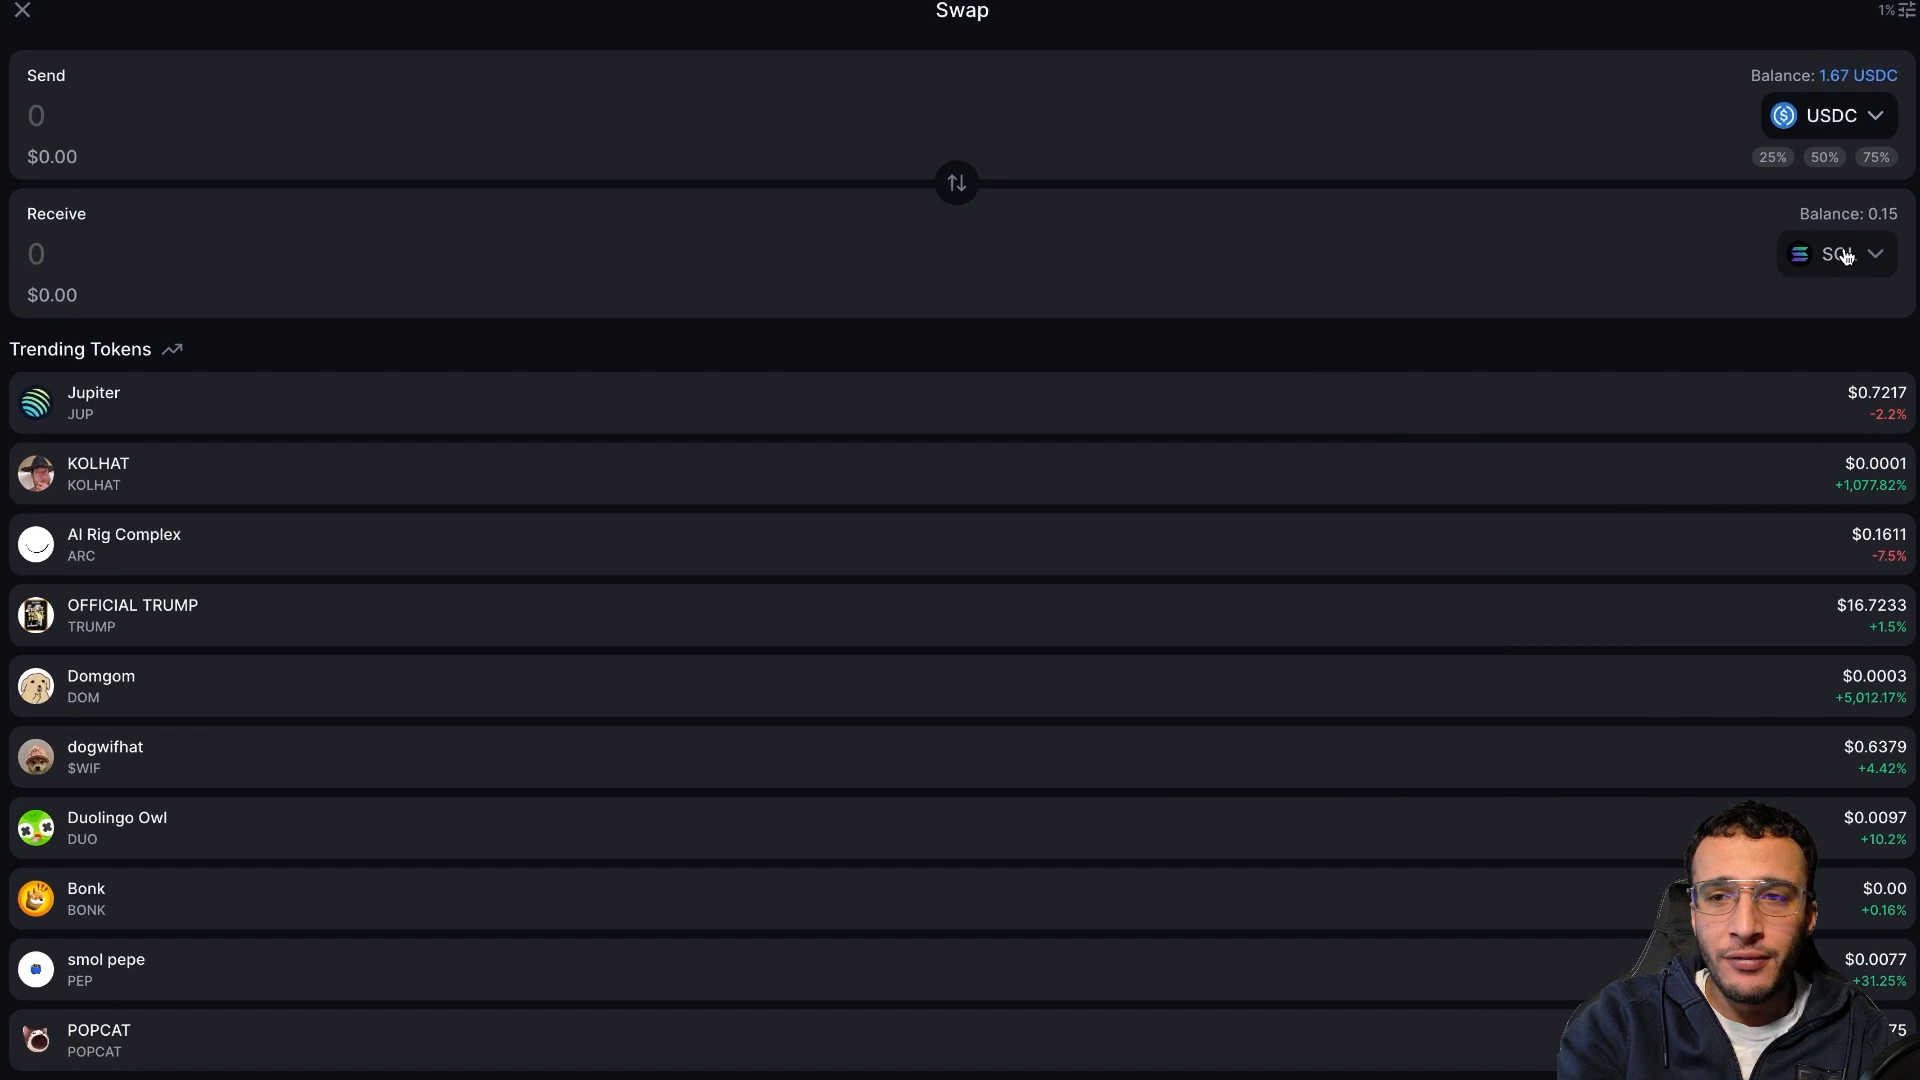 Swap
1%
Send
Balance: 1.67 USDC
0
USDC
$0.00
25% 50% 75%
Receive
Balance: 0.15
0
SOL
$0.00
Trending Tokens
Jupiter
$0.7217
JUP
-2.2%
KOLHAT
$0.0001
KOLHAT
+1,077.82%
AI Rig Complex
$0.1611
ARC
-7.5%
OFFICIAL TRUMP
$16.7233
TRUMP
+1.5%
Domgom
$0.0003
DOM
+5,012.17%
dogwifhat
$0.6379
$WIF
+4.42%
Duolingo Owl
$0.0097
DUO
+10.2%
Bonk
$0.00
BONK
+0.16%
smol pepe
$0.0077
PEP
+31.25%
POPCAT
75
POPCAT